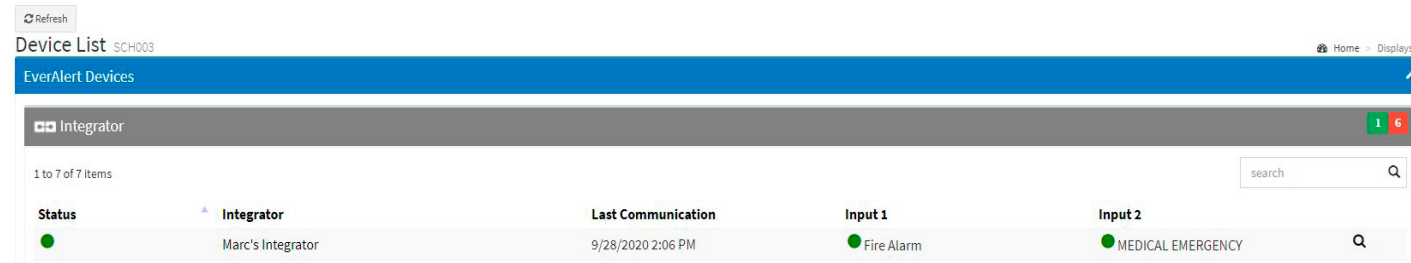 Refresh
Device List SCH003
Home > Displays
EverAlert Devices
Integrator 1 6
1 to 7 of 7 items
search
Status Integrator Last Communication Input 1 Input 2
Marc's Integrator 9/28/2020 2:06 PM Fire Alarm MEDICAL EMERGENCY